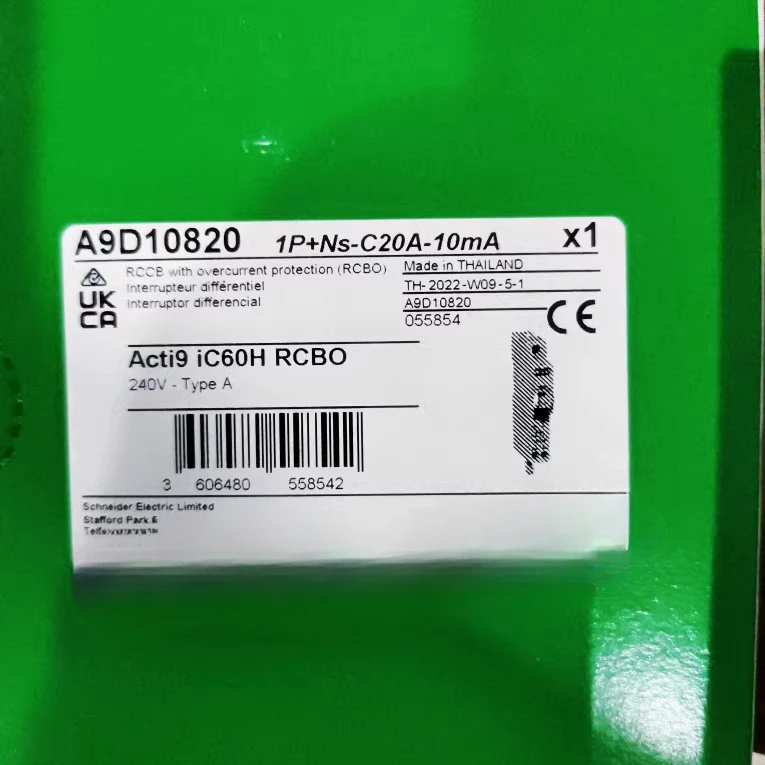 A9D10820 1P+Ns-C20A-10mA x1
RCCB with overcurrent protection (RCBO)
Interrupteur différentiel
Interruptor differencial
UK
CA
Made in THAILAND
TH-2022-W09-5-1
A9D10820
055854
CE
Acti9 iC60H RCBO
240V - Type A
3 606480 558542
Schneider Electric Limited
Stafford Park 6